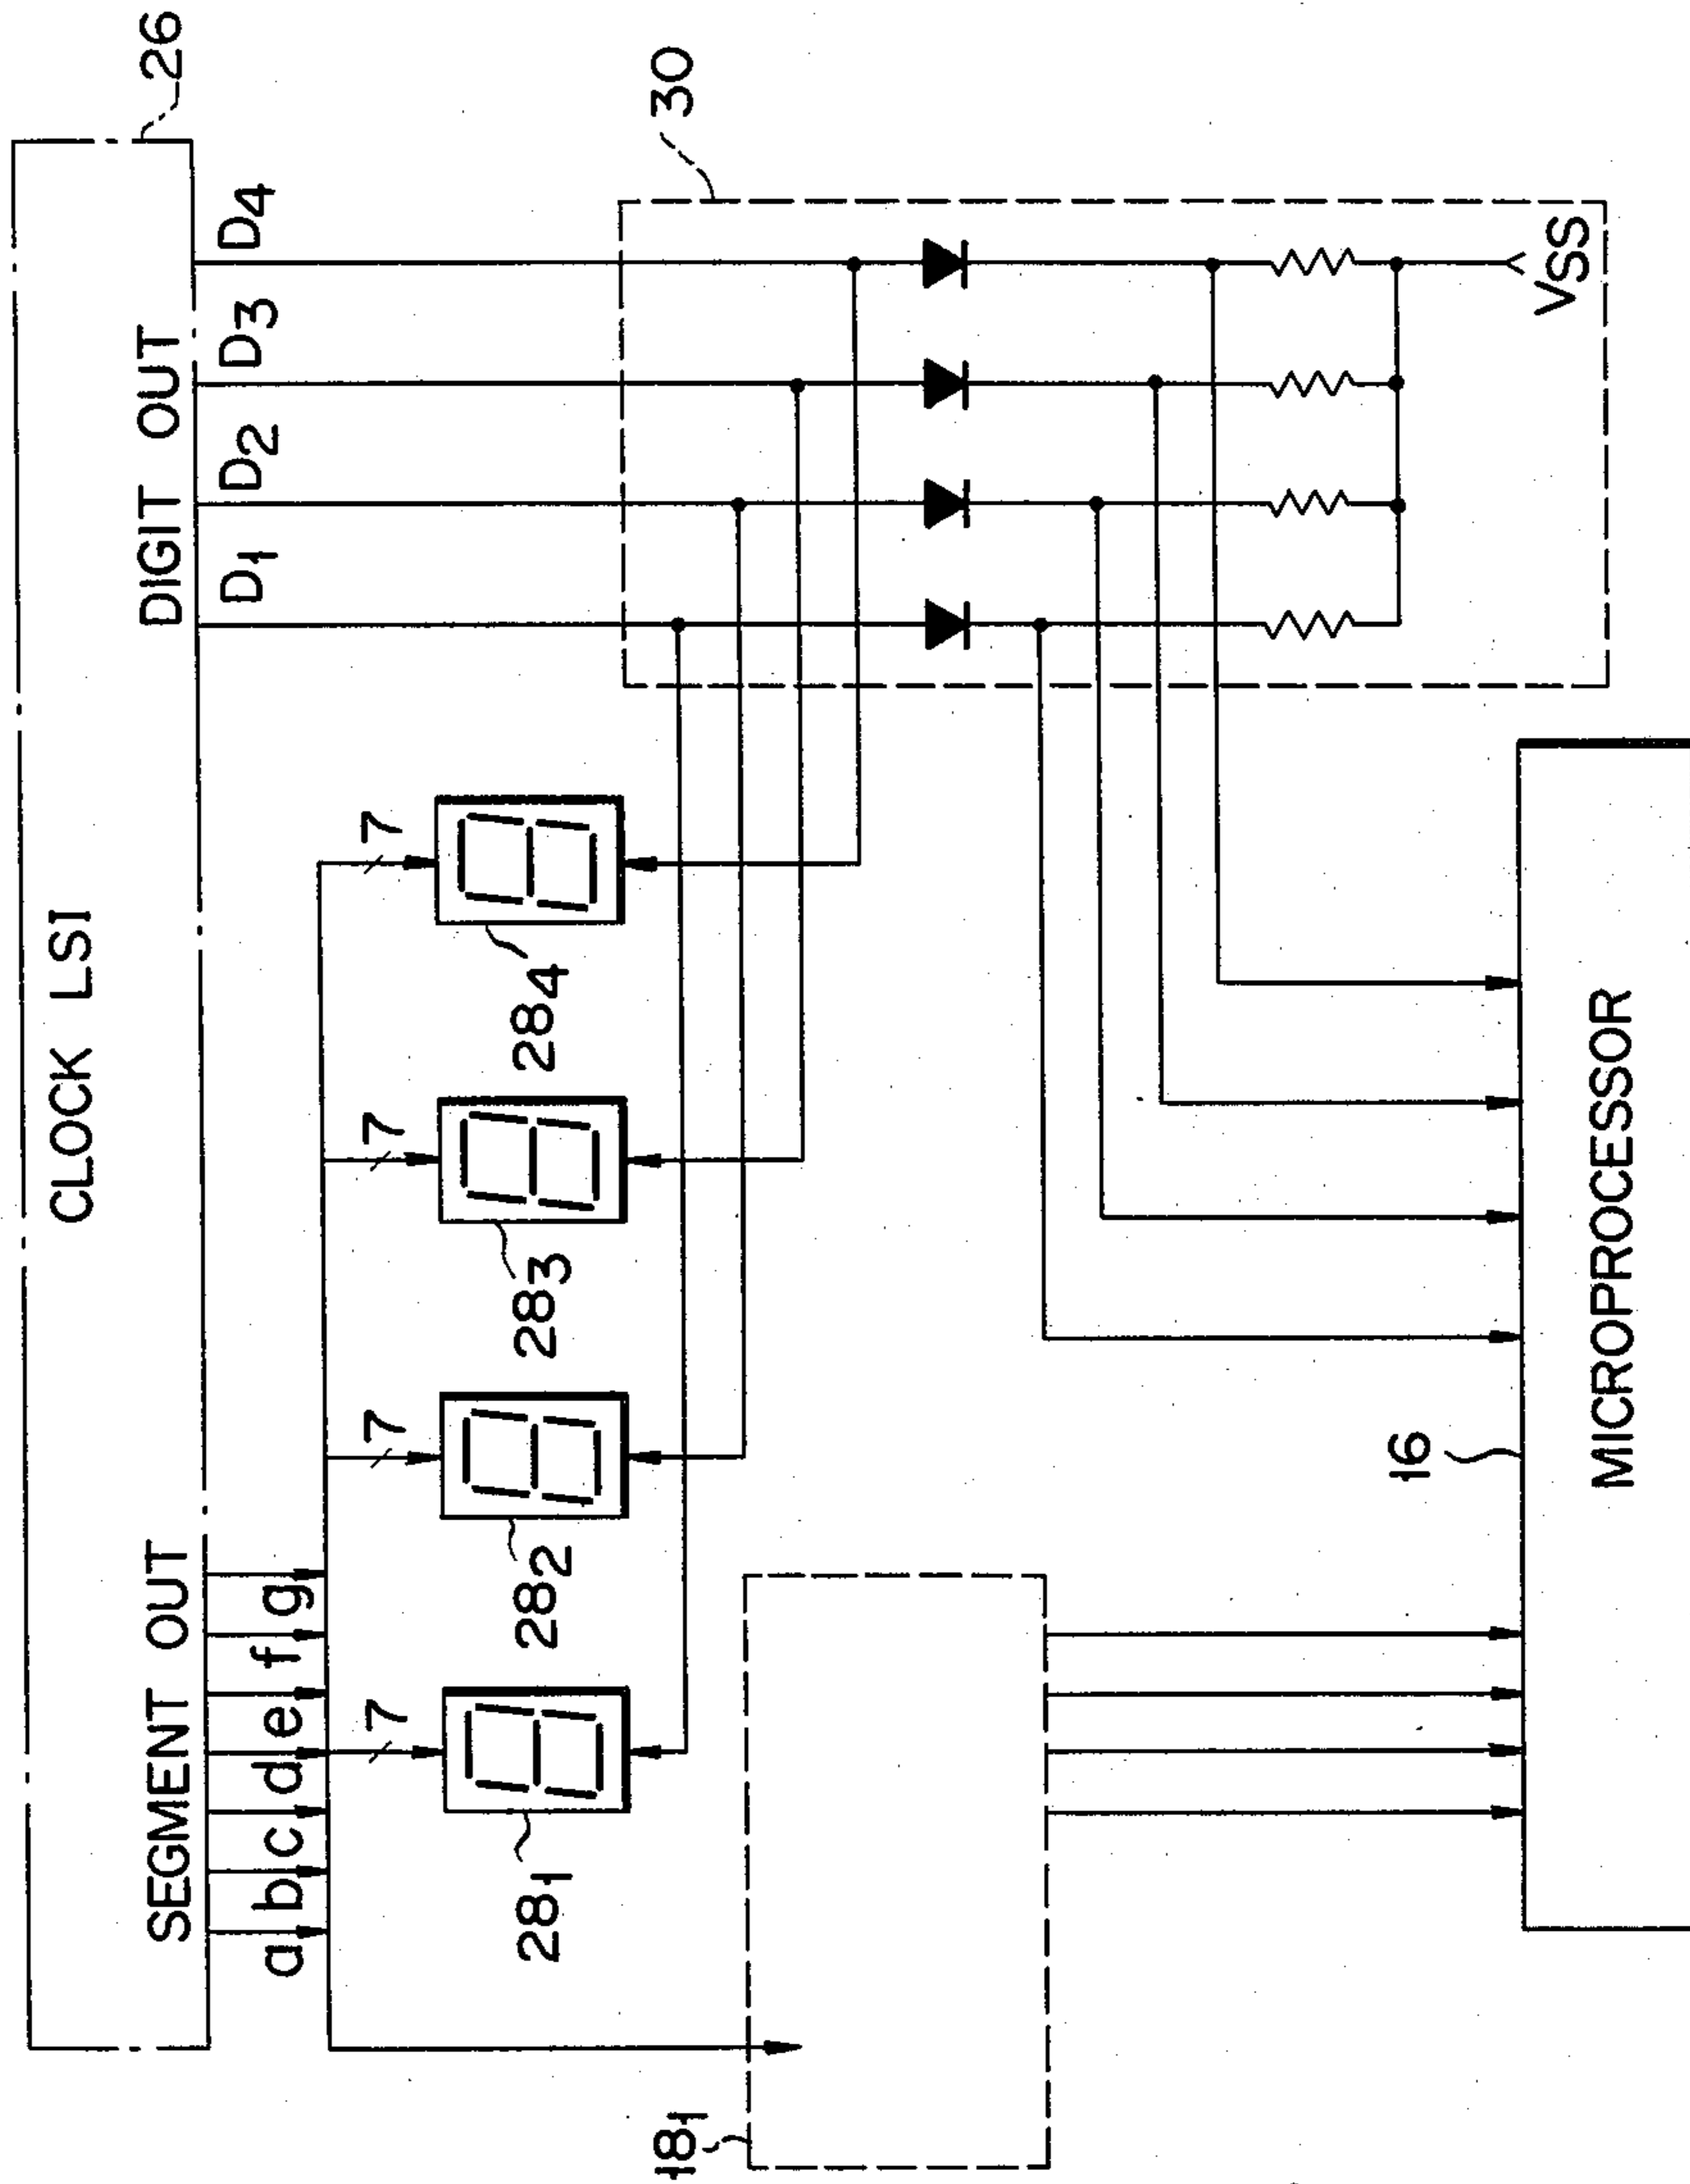 CLOCK LSI
26
SEGMENT OUT
DIGIT OUT
a b c d e f g
D1 D2 D3 D4
7 7 7 7
281 282 283 284
30
181
16
VSS
MICROPROCESSOR